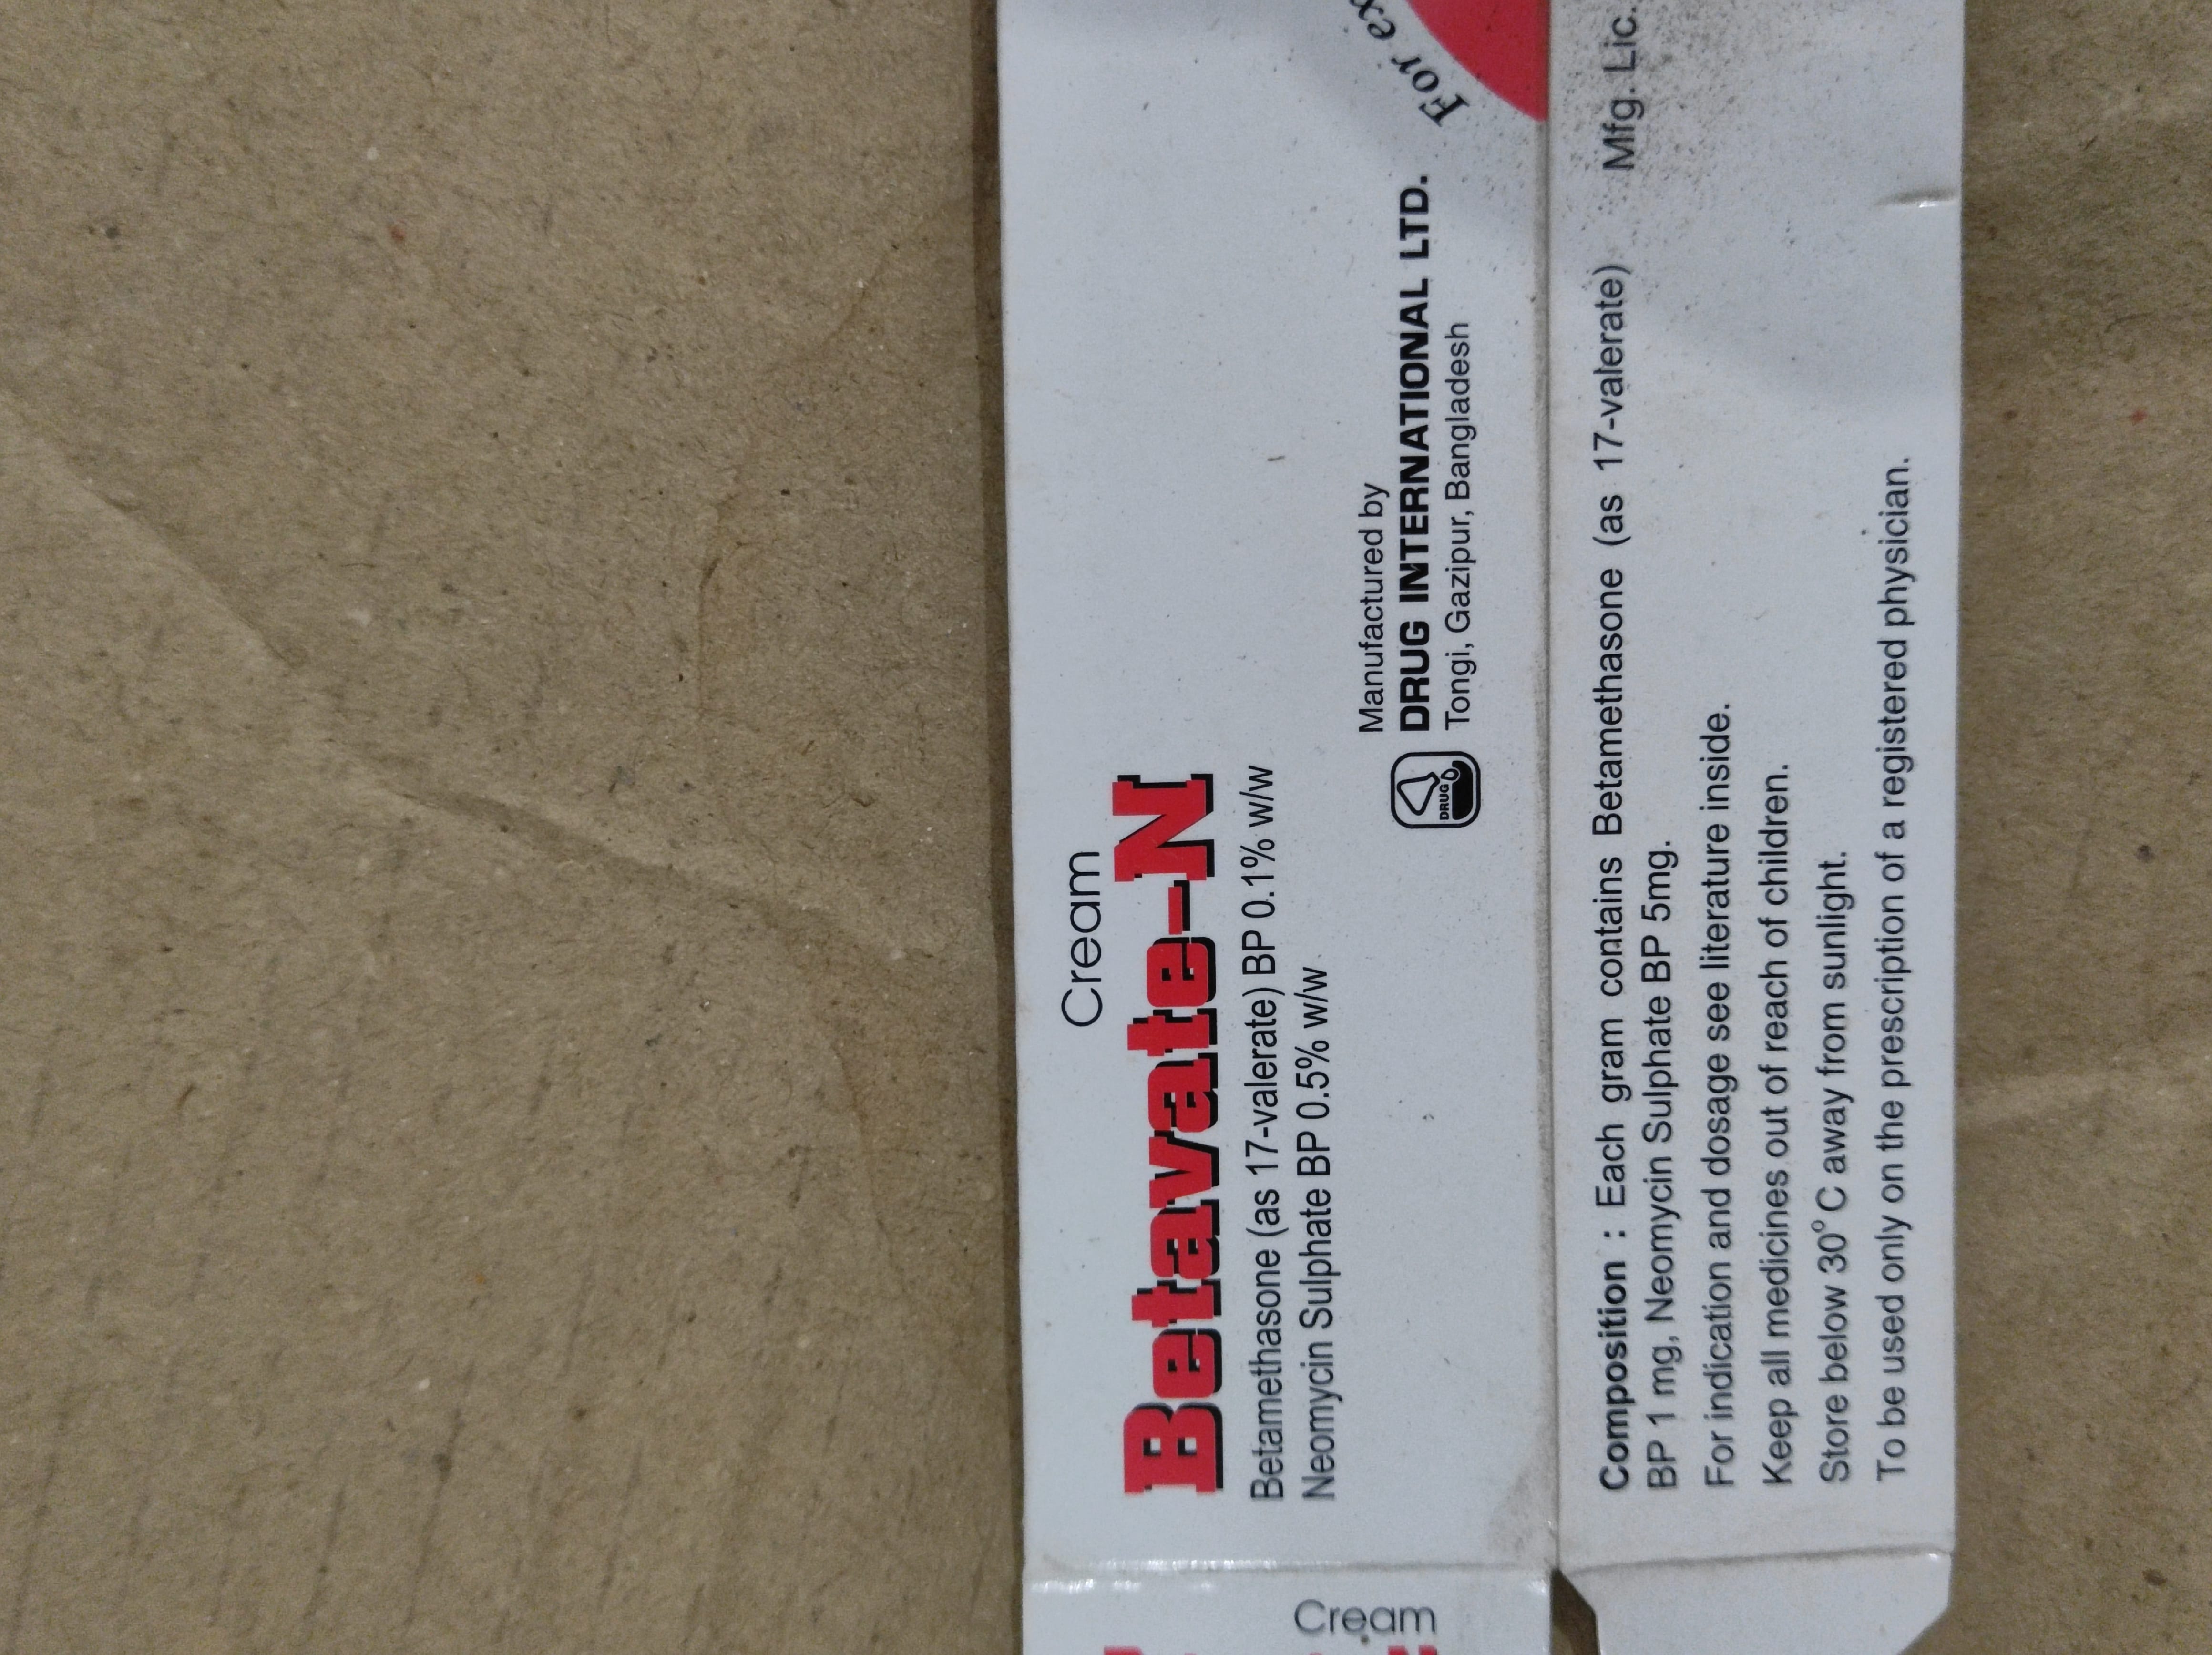 Cream
Betavate-N
Betamethasone (as 17-valerate) BP 0.1% w/w
Neomycin Sulphate BP 0.5% w/w
Manufactured by
DRUG
DRUG INTERNATIONAL LTD.
Tongi, Gazipur, Bangladesh
For
Cream
Composition : Each gram contains Betamethasone (as 17-valerate)
BP 1 mg, Neomycin Sulphate BP 5mg.
For indication and dosage see literature inside.
Keep all medicines out of reach of children.
Store below 30°C away from sunlight.
To be used only on the prescription of a registered physician.
Mfg. Lic.